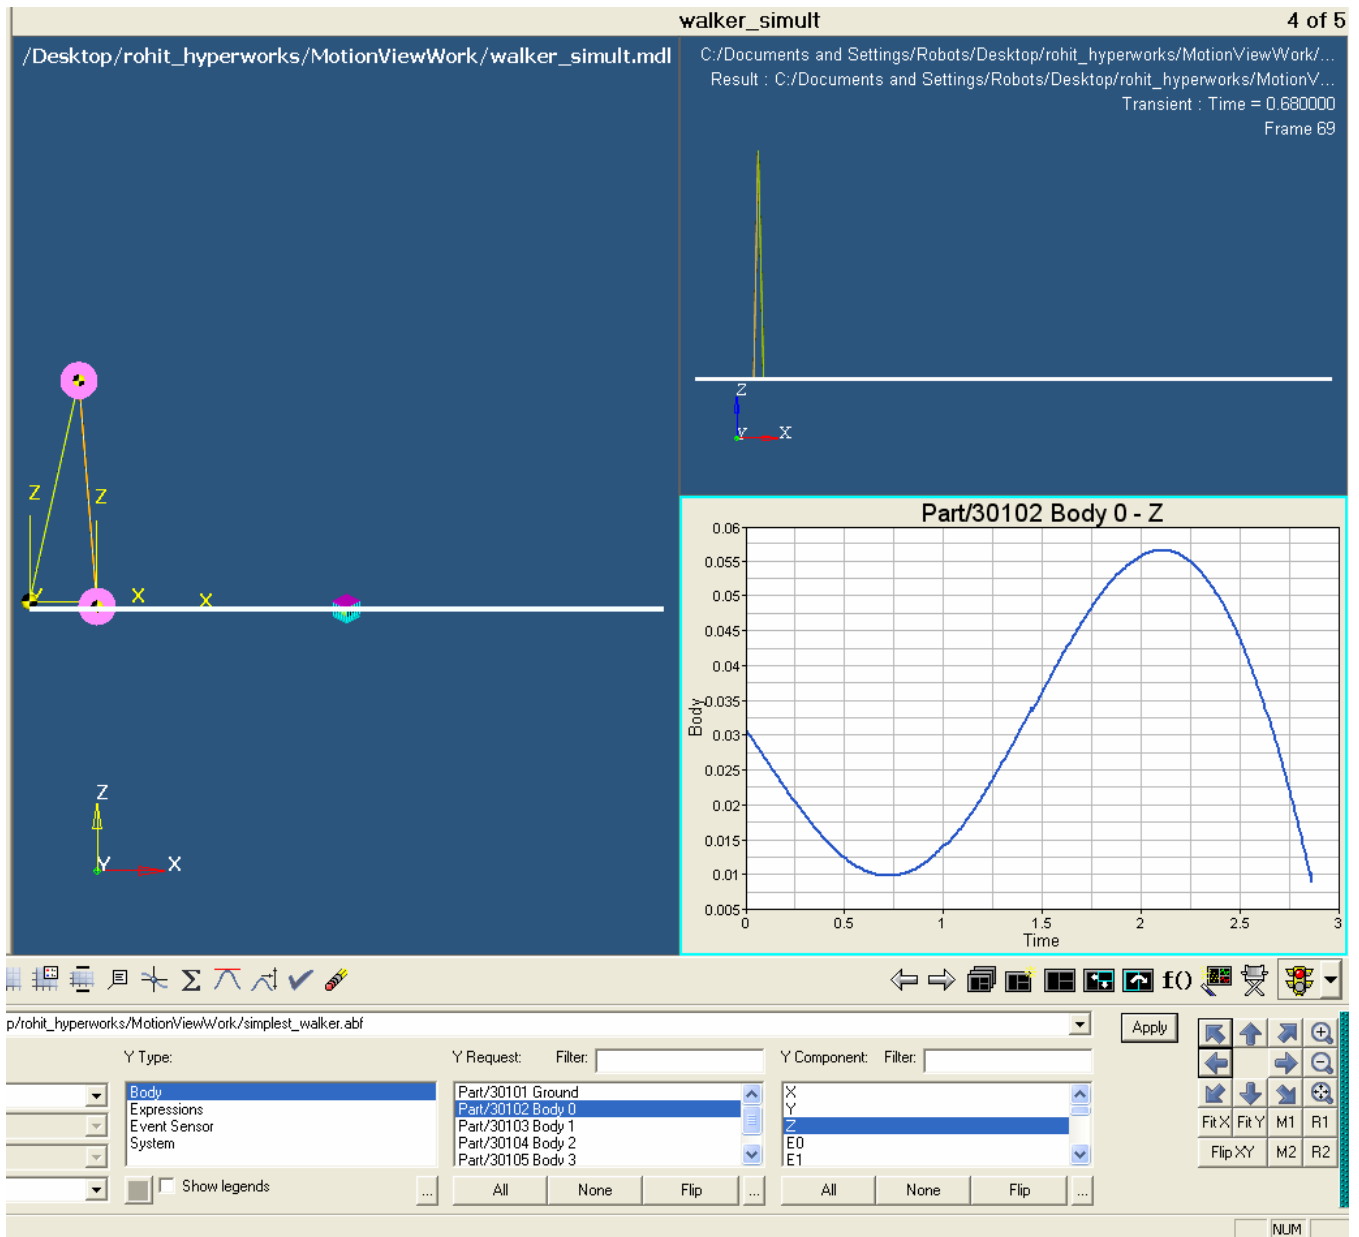 walker_simult
4 of 5
/Desktop/rohit_hyperworks/MotionViewWork/walker_simult.mdl
C:/Documents and Settings/Robots/Desktop/rohit_hyperworks/MotionViewWork/...
Result : C:/Documents and Settings/Robots/Desktop/rohit_hyperworks/MotionV...
Transient : Time = 0.680000
Frame 69
Z
Z
Y
X
X
Z
Y
X
Z
Y
X
Part/30102 Body 0 - Z
0.06
0.055
0.05
0.045
0.04
0.035
0.03
0.025
0.02
0.015
0.01
0.005
Body
0
0.5
1
1.5
2
2.5
3
Time
f()
p/rohit_hyperworks/MotionViewWork/simplest_walker.abf
Apply
Y Type:
Body
Expressions
Event Sensor
System
Show legends
...
Y Request: Filter:
Part/30101 Ground
Part/30102 Body 0
Part/30103 Body 1
Part/30104 Body 2
Part/30105 Body 3
All None Flip ...
Y Component: Filter:
X
Y
Z
E0
E1
All None Flip ...
Fit X Fit Y M1 R1
Flip XY M2 R2
NUM